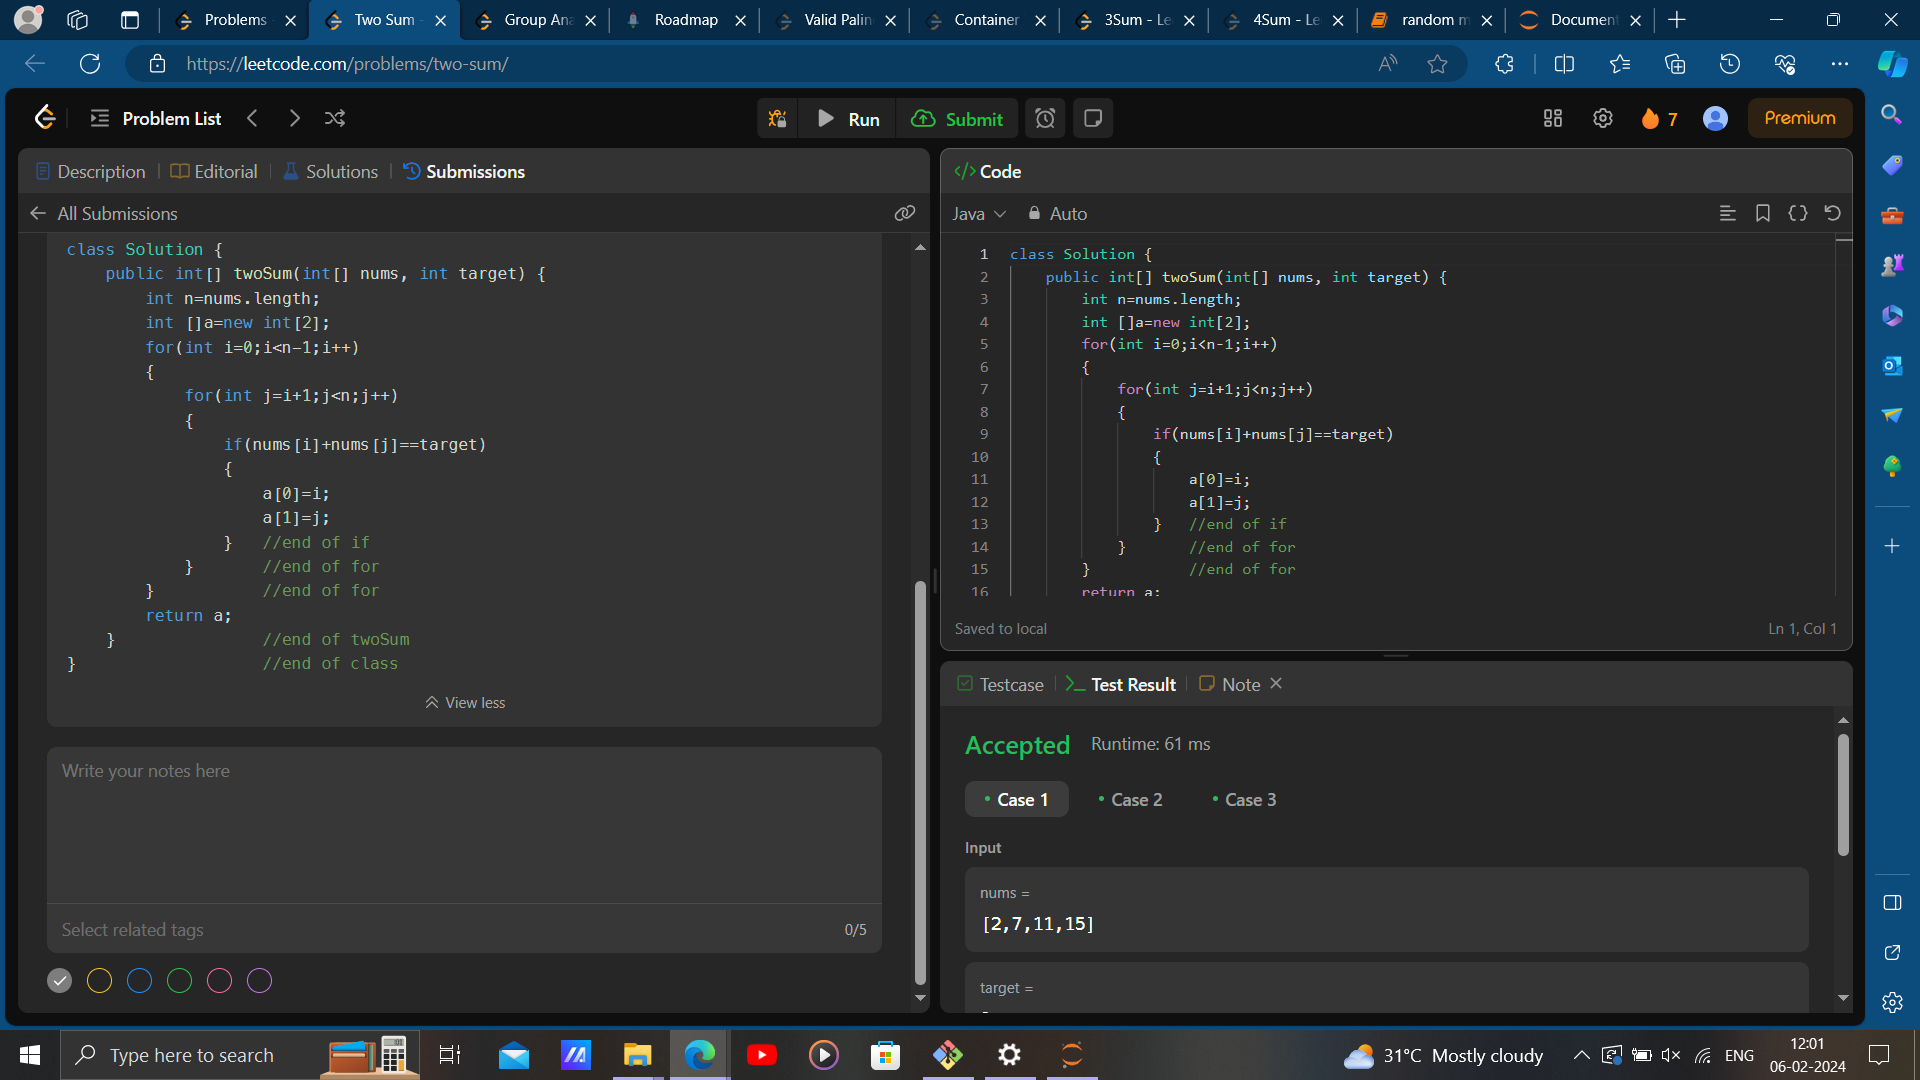 Problems
Two Sum -
Group Ana
Roadmap
Valid Palin
Container
3Sum - Le
4Sum - Le
random m
Document
https://leetcode.com/problems/two-sum/
Problem List
Run
Submit
7
Premium
Description
Editorial
Solutions
Submissions
All Submissions
class Solution {
public int[] twoSum(int[] nums, int target) {
int n=nums.length;
int []a=new int[2];
for(int i=0;i<n-1;i++)
{
for(int j=i+1;j<n;j++)
{
if(nums[i]+nums[j]==target)
{
a[0]=i;
a[1]=j;
} //end of if
} //end of for
} //end of for
return a;
} //end of twoSum
} //end of class
View less
Write your notes here
Select related tags 0/5
</> Code
Java Auto
1 class Solution {
2 public int[] twoSum(int[] nums, int target) {
3 int n=nums.length;
4 int []a=new int[2];
5 for(int i=0;i<n-1;i++)
6 {
7 for(int j=i+1;j<n;j++)
8 {
9 if(nums[i]+nums[j]==target)
10 {
11 a[0]=i;
12 a[1]=j;
13 } //end of if
14 } //end of for
15 } //end of for
16 return a;
Saved to local Ln 1, Col 1
Testcase
Test Result
Note
Accepted Runtime: 61 ms
Case 1
Case 2
Case 3
Input
nums =
[2,7,11,15]
target =
Type here to search
31°C Mostly cloudy
ENG
12:01
06-02-2024